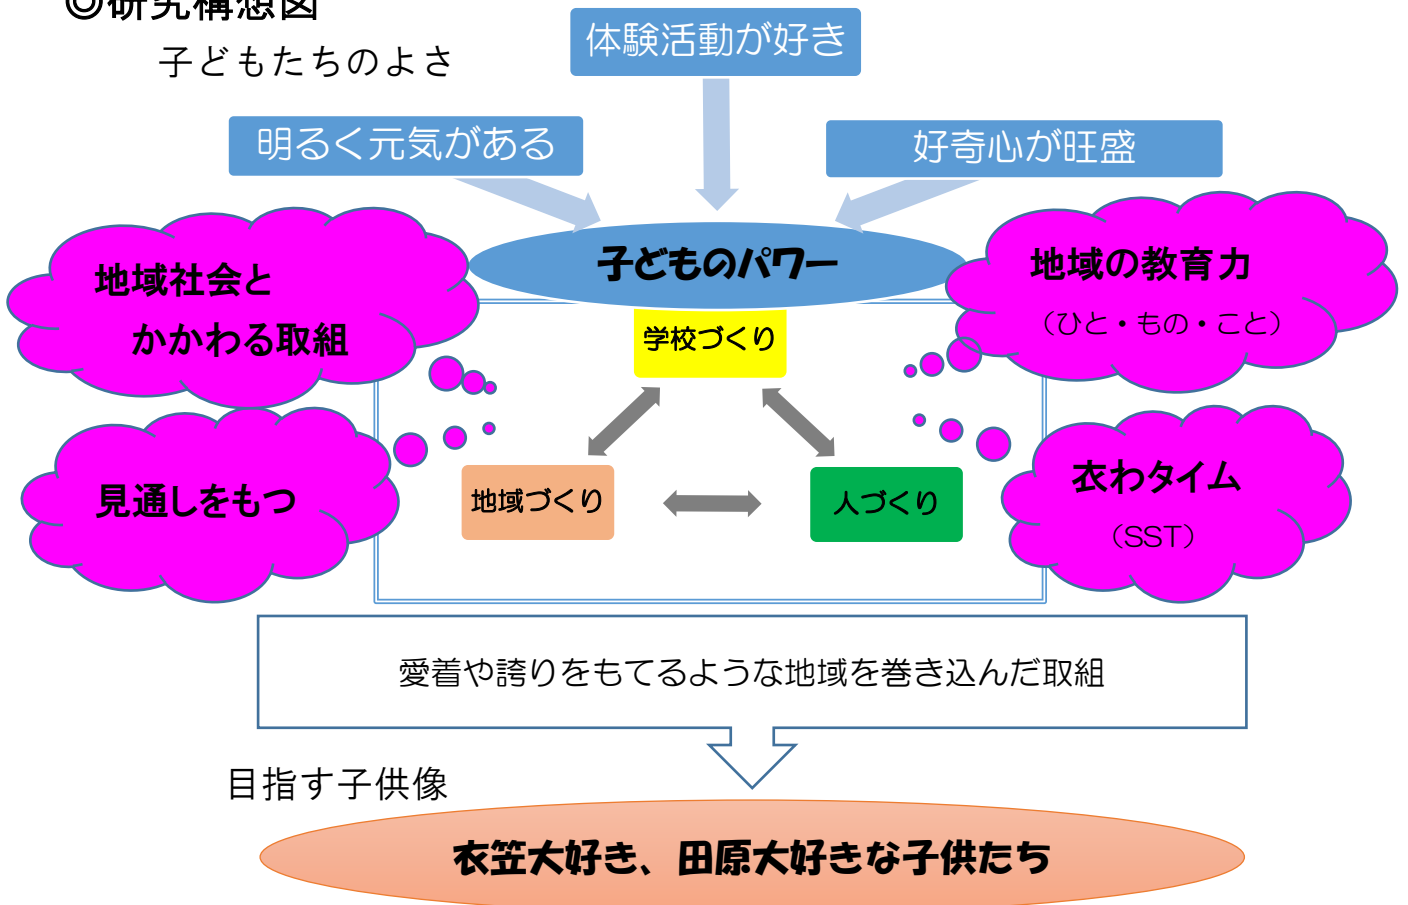 ◎研究構想図
子どもたちのよさ
体験活動が好き
明るく元気がある
好奇心が旺盛
子どものパワー
地域社会と
かかわる取組
地域の教育力
（ひと・もの・こと）
学校づくり
見通しをもつ
地域づくり
人づくり
衣わタイム
（SST）
愛着や誇りをもてるような地域を巻き込んだ取組
目指す子供像
衣笠大好き、田原大好きな子供たち